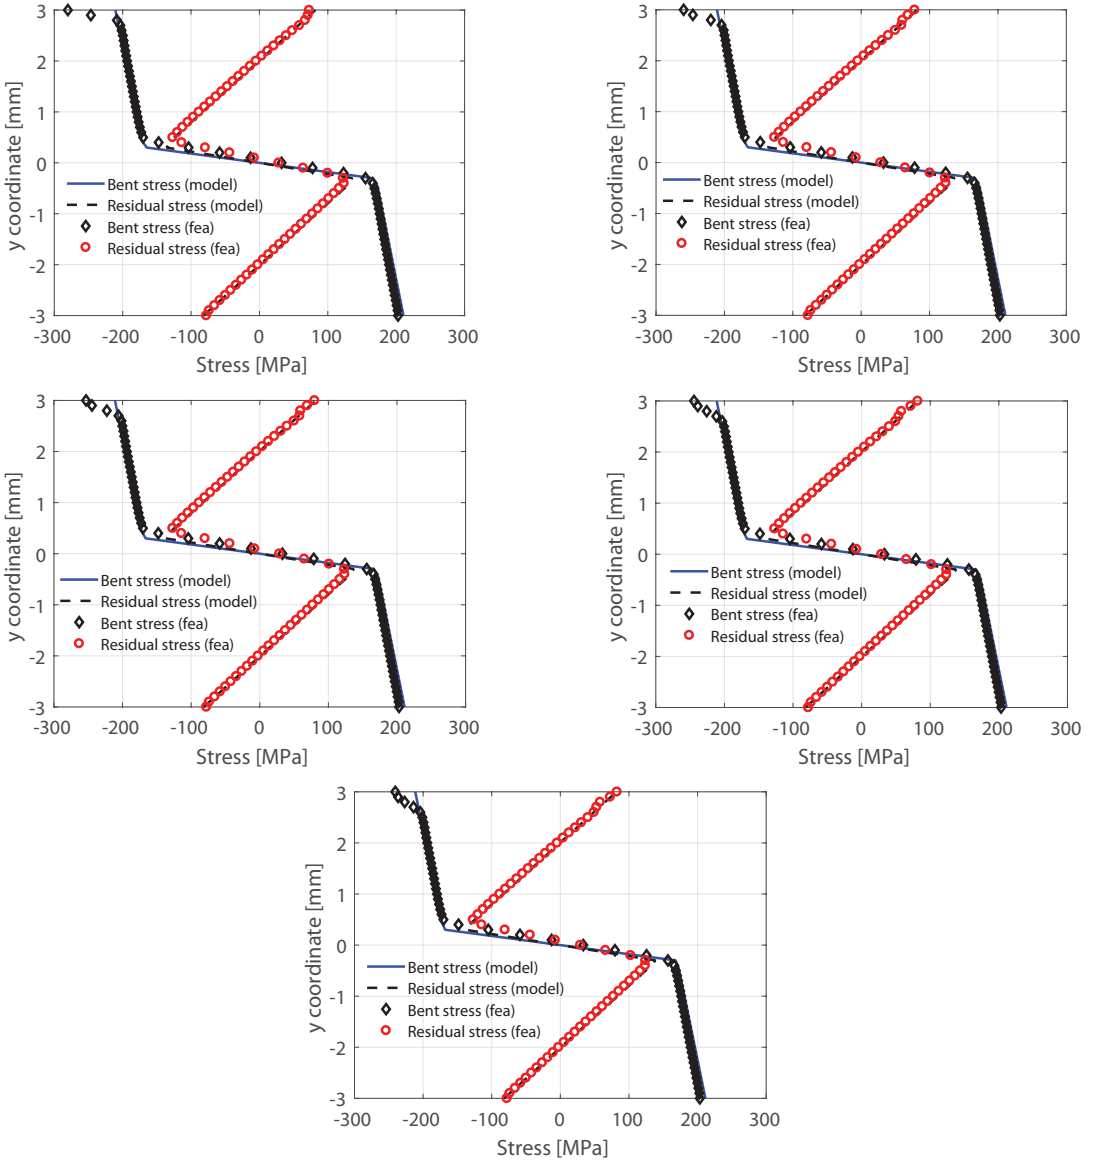 3
2
1
0
-1
-2
-3
y coordinate [mm]
Bent stress (model)
Residual stress (model)
Bent stress (fea)
Residual stress (fea)
-300 -200 -100 0 100 200 300
Stress [MPa]
3
2
1
0
-1
-2
-3
y coordinate [mm]
Bent stress (model)
Residual stress (model)
Bent stress (fea)
Residual stress (fea)
-300 -200 -100 0 100 200 300
Stress [MPa]
3
2
1
0
-1
-2
-3
y coordinate [mm]
Bent stress (model)
Residual stress (model)
Bent stress (fea)
Residual stress (fea)
-300 -200 -100 0 100 200 300
Stress [MPa]
3
2
1
0
-1
-2
-3
y coordinate [mm]
Bent stress (model)
Residual stress (model)
Bent stress (fea)
Residual stress (fea)
-300 -200 -100 0 100 200 300
Stress [MPa]
3
2
1
0
-1
-2
-3
y coordinate [mm]
Bent stress (model)
Residual stress (model)
Bent stress (fea)
Residual stress (fea)
-300 -200 -100 0 100 200 300
Stress [MPa]